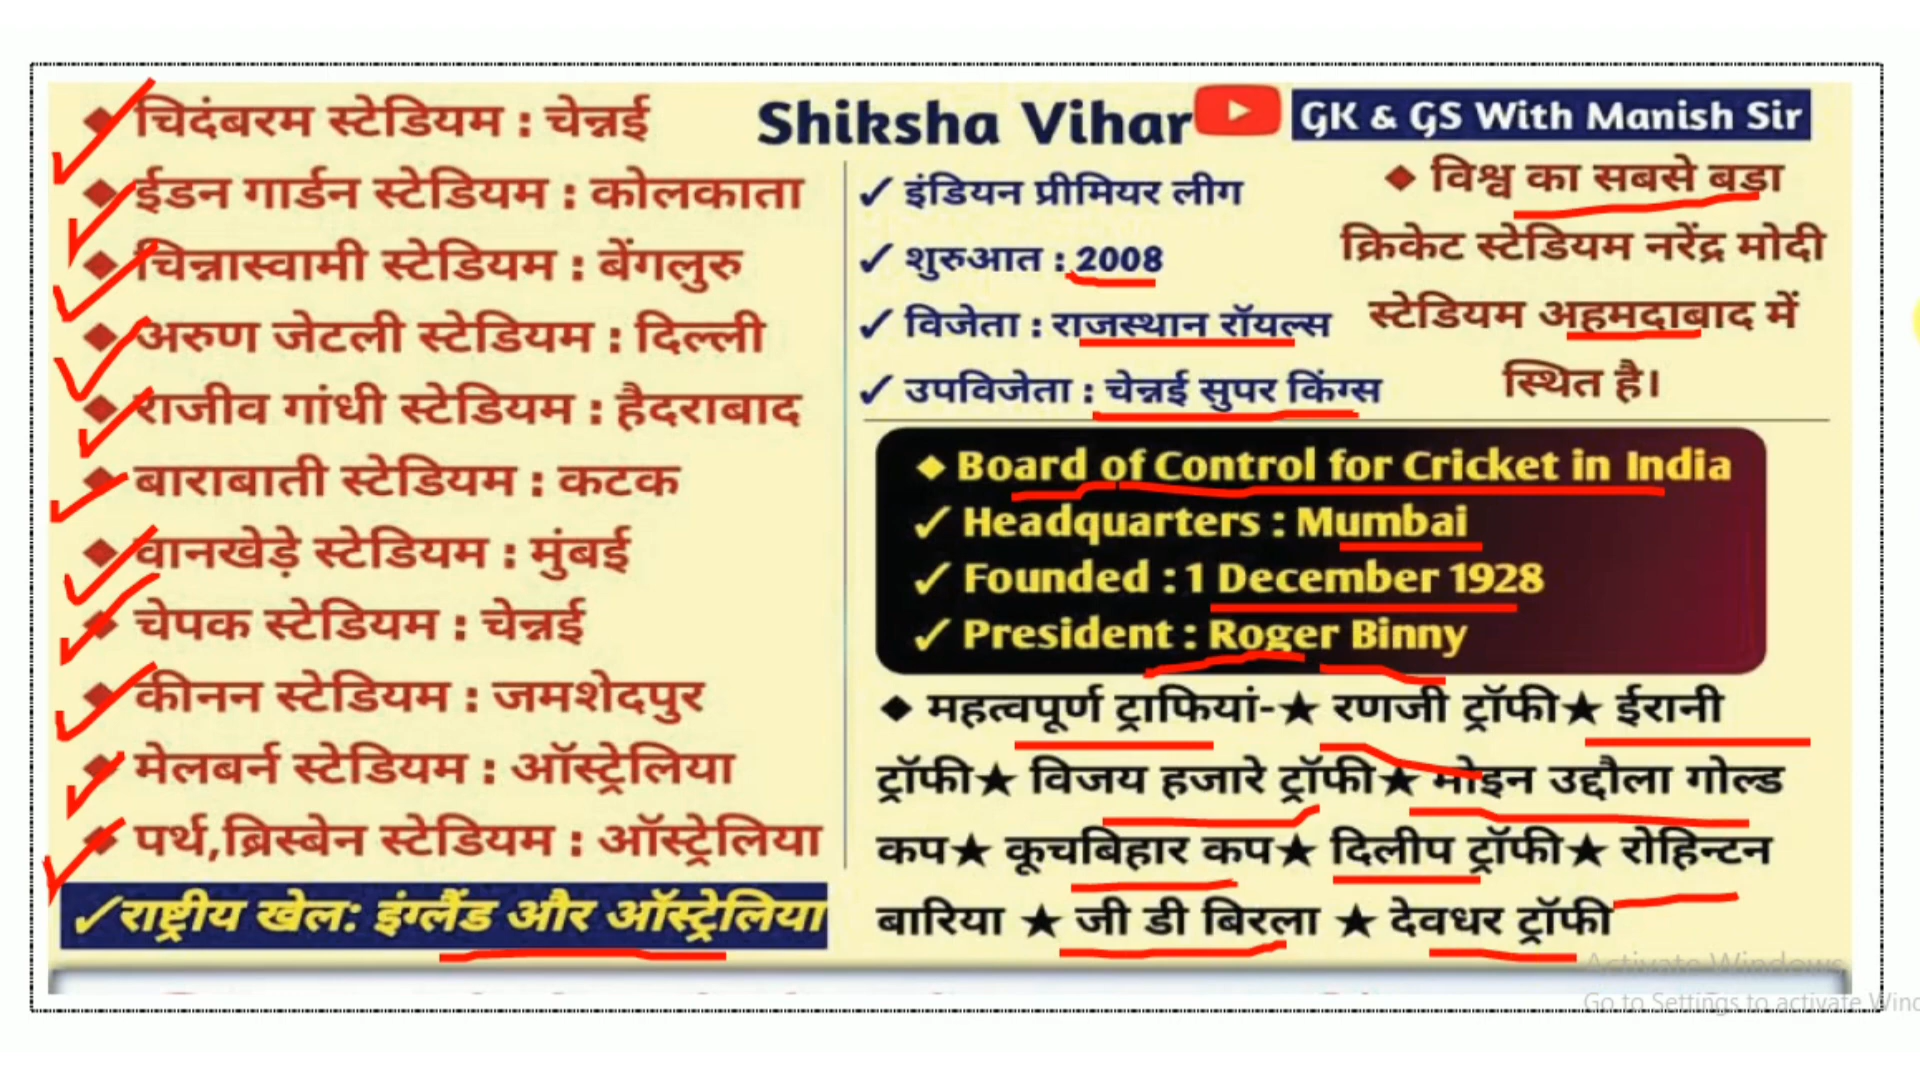 Shiksha Vihar
GK & GS With Manish Sir
◆ चिदंबरम स्टेडियम : चेन्नई
◆ ईडन गार्डन स्टेडियम : कोलकाता
◆ चिन्नास्वामी स्टेडियम : बेंगलुरु
◆ अरुण जेटली स्टेडियम : दिल्ली
◆ राजीव गांधी स्टेडियम : हैदराबाद
◆ बाराबाती स्टेडियम : कटक
◆ वानखेड़े स्टेडियम : मुंबई
◆ चेपक स्टेडियम : चेन्नई
◆ कीनन स्टेडियम : जमशेदपुर
◆ मेलबर्न स्टेडियम : ऑस्ट्रेलिया
◆ पर्थ,ब्रिस्बेन स्टेडियम : ऑस्ट्रेलिया
✓राष्ट्रीय खेल: इंग्लैंड और ऑस्ट्रेलिया
✓ इंडियन प्रीमियर लीग
✓ शुरुआत : 2008
✓ विजेता : राजस्थान रॉयल्स
✓ उपविजेता : चेन्नई सुपर किंग्स
◆ विश्व का सबसे बडा
क्रिकेट स्टेडियम नरेंद्र मोदी
स्टेडियम अहमदाबाद में
स्थित है।
◆ Board of Control for Cricket in India
✓ Headquarters : Mumbai
✓ Founded : 1 December 1928
✓ President : Roger Binny
◆ महत्वपूर्ण ट्राफियां-★ रणजी ट्रॉफी★ ईरानी
ट्रॉफी★ विजय हजारे ट्रॉफी★ मोइन उद्दौला गोल्ड
कप★ कूचबिहार कप★ दिलीप ट्रॉफी★ रोहिन्टन
बारिया ★ जी डी बिरला ★ देवधर ट्रॉफी
Activate Windows
Go to Settings to activate Wind